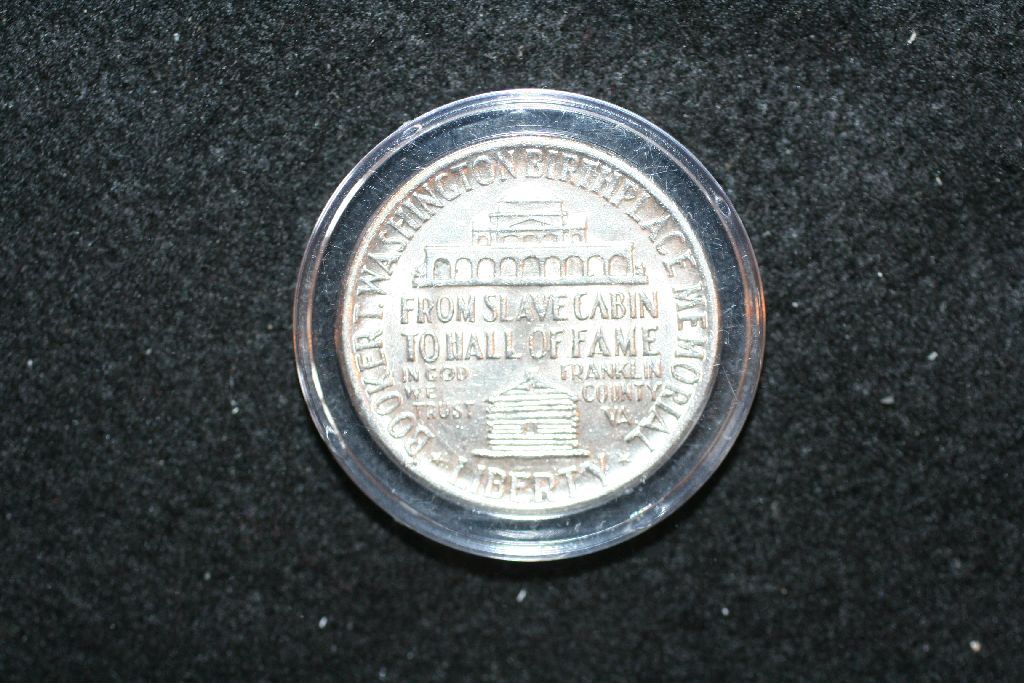 BOOKER T. WASHINGTON BIRTHPLACE MEMORIAL
FROM SLAVE CABIN
TO HALL OF FAME
IN GOD
WE
TRUST
FRANKLIN
COUNTY
VA.
LIBERTY